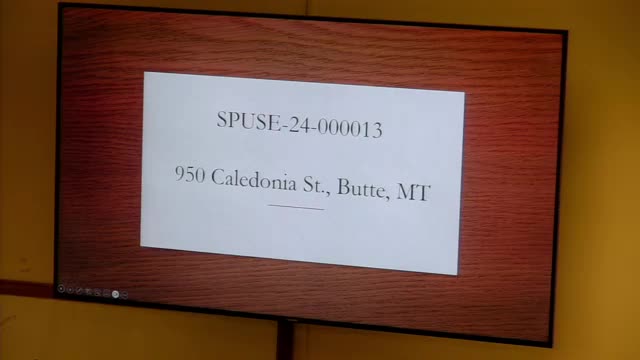 SPUSE-24-000013
950 Caledonia St., Butte, MT